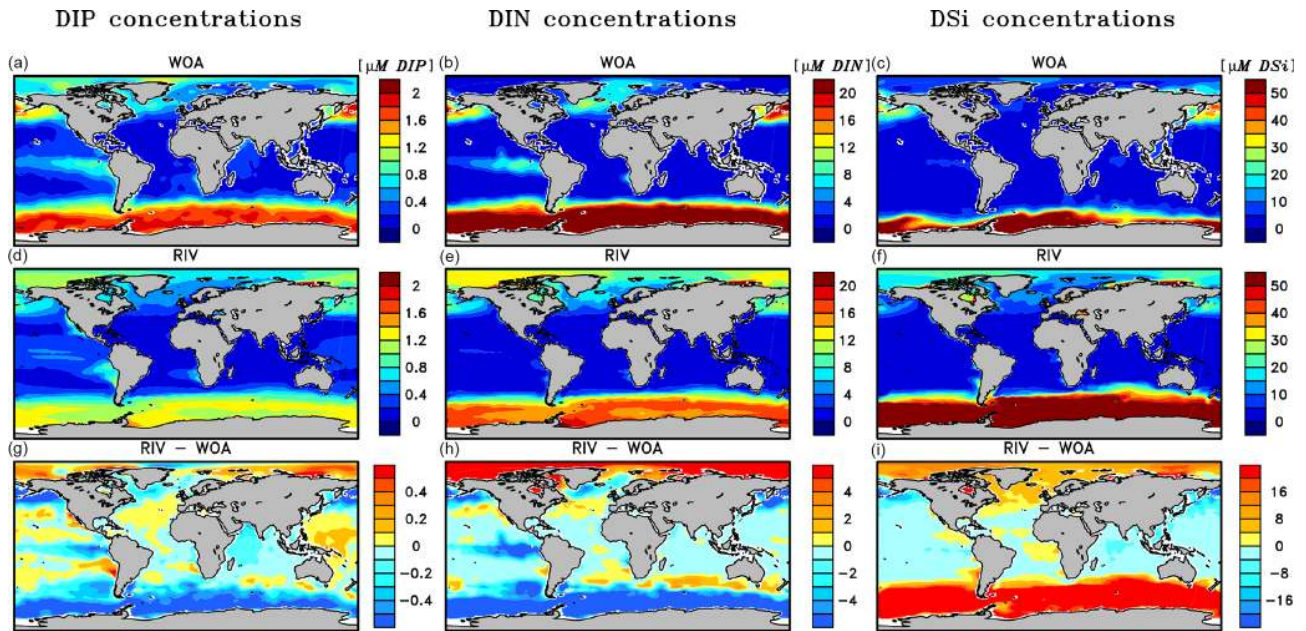 DIP concentrations DIN concentrations DSi concentrations
(a) WOA [μM DIP] (b) WOA [μM DIN] (c) WOA [μM DSi]
2 20 50
1.6 16 40
1.2 12 30
0.8 8 20
0.4 4 10
0 0 0
(d) RIV (e) RIV (f) RIV
2 20 50
1.6 16 40
1.2 12 30
0.8 8 20
0.4 4 10
0 0 0
(g) RIV – WOA (h) RIV – WOA (i) RIV – WOA
0.4 4 16
0.2 2 8
0 0 0
−0.2 −2 −8
−0.4 −4 −16